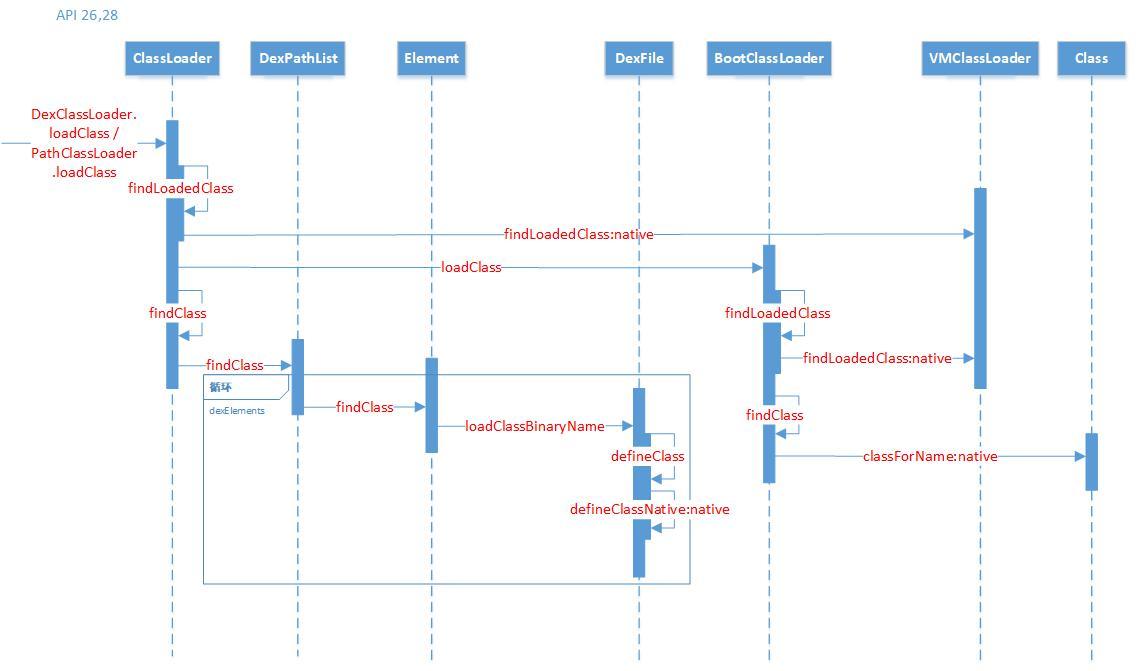 API 26,28
ClassLoader
DexPathList
Element
DexFile
BootClassLoader
VMClassLoader
Class
DexClassLoader.
loadClass /
PathClassLoader
.loadClass
findLoadedClass
findLoadedClass:native
loadClass
findClass
findLoadedClass
findLoadedClass:native
findClass
循环
dexElements
findClass
findClass
loadClassBinaryName
defineClass
classForName:native
defineClassNative:native